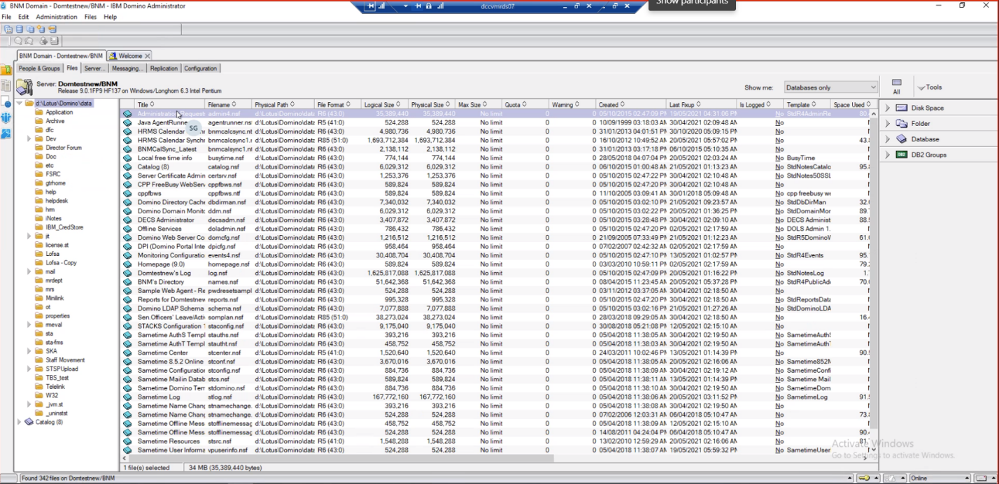 BNM Domain - Domtestnew/BNM - IBM Domino Administrator
dccvmrds07
Show participants
File Edit Administration Files Help
BNM Domain - Domtestnew/BNM Welcome
People & Groups Files Server... Messaging... Replication Configuration
Server: Domtestnew/BNM
Release 9.0.1FP9 HF137 on Windows/Longhorn 6.3 Intel Pentium
Show me: Databases only All Tools
d:\Lotus\Domino\data
Application
Archive
dfc
Dev
Director Forum
Doc
etc
FSRC
gtrhome
help
helpdesk
hrm
iNotes
IBM_CredStore
jit
license.st
Lofsa
Lofsa - Copy
mail
mrdept
mrs
Minilink
ot
properties
rneval
sta
sta-fms
SKA
Staff Movement
STSPUpload
TBS_test
Telelink
W32
_jvm.st
_uninstst
Catalog (8)
Title Filename Physical Path File Format Logical Size Physical Size Max Size Quota Warning Created Last Fixup Is Logged Template Space Used
Administration Requests admin4.nsf d:\Lotus\Domino\data R6 (43:0) 35,389,440 35,389,440 No limit 0 0 05/10/2015 02:47:09 PM 19/05/2021 04:31:06 PM No StdR4AdminRe 80.
Java AgentRunne agentrunner.ns d:\Lotus\Domino\data R5 (41:0) 524,288 524,288 No limit 0 0 10/09/1999 03:18:03 AM 30/04/2021 02:09:48 AM No
SG
HRMS Calendar bnmcalsync.nt d:\Lotus\Domino\data R6 (43:0) 4,980,736 4,980,736 No limit 0 0 31/01/2013 04:01:51 PM 30/10/2020 05:09:15 PM No
HRMS Calendar Synchr bnmcalsync1.r d:\Lotus\Domino\data R85 (51:0) 1,693,712,384 1,693,712,384 No limit 0 0 16/10/2012 10:49:52 AM 20/05/2021 05:57:02 PM No 43.
BNMCalSync_Latest bnmcalsync1.nt d:\Lotus\Domino\data R6 (43:0) 2,138,112 2,138,112 No limit 0 0 31/01/2013 03:17:18 PM 06/10/2015 05:10:35 AM No
Local free time info busytime.nsf d:\Lotus\Domino\data R6 (43:0) 774,144 774,144 No limit 0 0 28/05/2018 04:07:04 PM 20/05/2021 02:03:24 AM No BusyTime
Catalog (8) catalog.nsf d:\Lotus\Domino\data R6 (43:0) 6,029,312 6,029,312 No limit 0 0 06/10/2015 01:00:48 AM 21/05/2021 01:13:23 AM No StdNotesCatalo 95.
Server Certificate Admin certsrv.nsf d:\Lotus\Domino\data R6 (43:0) 1,253,376 1,253,376 No limit 0 0 05/10/2015 02:47:22 PM 30/04/2021 02:10:48 AM No StdNotes50SSL
CPP FreeBusy WebServ cppfbws.nsf d:\Lotus\Domino\data R6 (43:0) 589,824 589,824 No limit 0 0 05/10/2015 02:47:20 PM 30/04/2021 02:10:48 AM No
cppfbws cppfbws.ntf d:\Lotus\Domino\data R6 (43:0) 589,824 589,824 No limit 0 0 11/10/2005 03:09:41 AM 30/01/2018 05:09:48 AM No cpp freebusy we
Domino Directory Cache dbdirman.nsf d:\Lotus\Domino\data R6 (43:0) 7,340,032 7,340,032 No limit 0 0 05/10/2015 03:02:10 PM 21/05/2021 09:23:57 AM No StdDbDirMan 32.
Domino Domain Monito ddm.nsf d:\Lotus\Domino\data R6 (43:0) 6,029,312 6,029,312 No limit 0 0 05/10/2015 03:02:22 PM 20/05/2021 01:36:25 PM No StdDomainMor 89.
DECS Administrator decsadm.nsf d:\Lotus\Domino\data R6 (43:0) 3,407,872 3,407,872 No limit 0 0 05/10/2015 03:28:48 PM 30/04/2021 02:09:10 AM No DECS Administ 88.
Offline Services doladmin.nsf d:\Lotus\Domino\data R6 (43:0) 786,432 786,432 No limit 0 0 05/10/2015 02:47:20 PM 02/05/2021 02:17:59 AM No DOLS Admin 1.
Domino Web Server Co domcfg.nsf d:\Lotus\Domino\data R6 (43:0) 1,216,512 1,216,512 No limit 0 0 21/09/2005 07:33:49 PM 21/05/2021 01:12:23 AM No StdR5DominoW 61.
DPI (Domino Portal Inte dpicfg.nsf d:\Lotus\Domino\data R6 (43:0) 958,464 958,464 No limit 0 0 07/02/2007 02:42:32 AM 02/05/2021 02:17:59 AM No
Monitoring Configuratio events4.nsf d:\Lotus\Domino\data R6 (43:0) 30,408,704 30,408,704 No limit 0 0 05/10/2015 02:47:10 PM 13/05/2021 01:02:57 PM No StdR4Events 95.
Homepage (9.0) homepage.nsf d:\Lotus\Domino\data R6 (43:0) 589,824 589,824 No limit 0 0 03/03/2010 10:59:11 PM 02/05/2021 02:17:59 AM No 79.
Domtestnew's Log log.nsf d:\Lotus\Domino\data R6 (43:0) 1,625,817,088 1,625,817,088 No limit 0 0 05/10/2015 02:47:09 PM 20/05/2021 01:16:22 PM No StdNotesLog 1.
BNM's Directory names.nsf d:\Lotus\Domino\data R6 (43:0) 51,642,368 51,642,368 No limit 0 0 08/04/2015 11:23:45 AM 20/05/2021 05:37:28 PM No StdR4PublicAd 70.
Sample Web Agent - Re pwdresetsampl d:\Lotus\Domino\data R6 (43:0) 524,288 524,288 No limit 0 0 03/11/2012 03:37:05 AM 30/04/2021 02:18:50 AM No
Reports for Domtestnew reports.nsf d:\Lotus\Domino\data R6 (43:0) 995,328 995,328 No limit 0 0 05/10/2015 02:47:20 PM 30/04/2021 02:18:50 AM No StdReportsData
Domino LDAP Schema schema.nsf d:\Lotus\Domino\data R6 (43:0) 7,077,888 7,077,888 No limit 0 0 05/10/2015 03:02:16 PM 21/05/2021 01:27:26 AM No StdDominoLDA
Sen.Officers' Leave/Acti somplan.nsf d:\Lotus\Domino\data R85 (51:0) 38,273,024 38,273,024 No limit 0 0 28/03/2018 09:29:05 AM 30/04/2021 02:18:50 AM No 16.
STACKS Configuration staconfig.nsf d:\Lotus\Domino\data R6 (43:0) 9,175,040 9,175,040 No limit 0 0 30/08/2018 05:21:08 PM 12/05/2021 02:15:10 AM No
Sametime AuthS Templ stauths.nsf d:\Lotus\Domino\data R6 (43:0) 393,216 393,216 No limit 0 0 05/04/2018 11:38:05 AM 30/04/2021 02:19:50 AM No SametimeAuth
Sametime AuthT Templ stautht.nsf d:\Lotus\Domino\data R6 (43:0) 458,752 458,752 No limit 0 0 05/04/2018 11:38:03 AM 30/04/2021 02:19:50 AM No SametimeAuth
Sametime Center stcenter.nsf d:\Lotus\Domino\data R5 (41:0) 1,520,640 1,520,640 No limit 0 0 24/03/2011 10:02:46 PM 13/05/2021 01:14:39 PM No 90.
Sametime 8.5.2 Online stconf.nsf d:\Lotus\Domino\data R6 (43:0) 3,670,016 3,670,016 No limit 0 0 05/04/2018 11:38:05 AM 20/05/2021 02:16:06 AM No Sametime852M
Sametime Configuration stconfig.nsf d:\Lotus\Domino\data R6 (43:0) 884,736 884,736 No limit 0 0 05/04/2018 11:38:09 AM 30/04/2021 02:19:12 AM No SametimeConfi
Sametime Mailin Datab stcs.nsf d:\Lotus\Domino\data R6 (43:0) 589,824 589,824 No limit 0 0 05/04/2018 11:38:11 AM 13/05/2021 01:14:39 PM No Sametime Mail
Sametime Domino Tem stdomino.nsf d:\Lotus\Domino\data R6 (43:0) 884,736 884,736 No limit 0 0 05/04/2018 11:38:10 AM 30/04/2021 02:19:50 AM No SametimeDom
Sametime Log stlog.nsf d:\Lotus\Domino\data R6 (43:0) 167,772,160 167,772,160 No limit 0 0 05/04/2018 11:38:06 AM 20/05/2021 03:11:52 PM No SametimeLog 91.
Sametime Name Chang stnamechange. d:\Lotus\Domino\data R6 (43:0) 393,216 393,216 No limit 0 0 05/04/2018 11:38:08 AM 30/04/2021 02:19:50 AM No
Sametime Name Chang stnamechange. d:\Lotus\Domino\data R6 (43:0) 524,288 524,288 No limit 0 0 07/02/2006 12:03:31 AM 06/04/2018 05:10:47 AM No 73.
Sametime Offline Mess stofflinemessag d:\Lotus\Domino\data R6 (43:0) 458,752 458,752 No limit 0 0 05/04/2018 11:38:09 AM 12/05/2021 02:15:10 AM No
Sametime Offline Mess stofflinemessag d:\Lotus\Domino\data R6 (43:0) 524,288 524,288 No limit 0 0 14/08/2011 04:24:04 PM 06/04/2018 05:10:47 AM No 90.
Sametime Resources stsrc.nsf d:\Lotus\Domino\data R5 (41:0) 1,548,288 1,548,288 No limit 0 0 13/02/2010 12:59:29 AM 20/05/2021 02:16:06 AM No 81.
Sametime User Informa vpuserinfo.nsf d:\Lotus\Domino\data R6 (43:0) 524,288 524,288 No limit 0 0 05/04/2018 11:38:07 AM 19/05/2021 05:59:32 PM No SametimeUser
Disk Space
Folder
Database
DB2 DB2 Groups
Activate Windows
Go to Settings to activate Windows.
1 file(s) selected 34 MB (35,389,440 bytes)
Found 342 files on Domtestnew/BNM Online